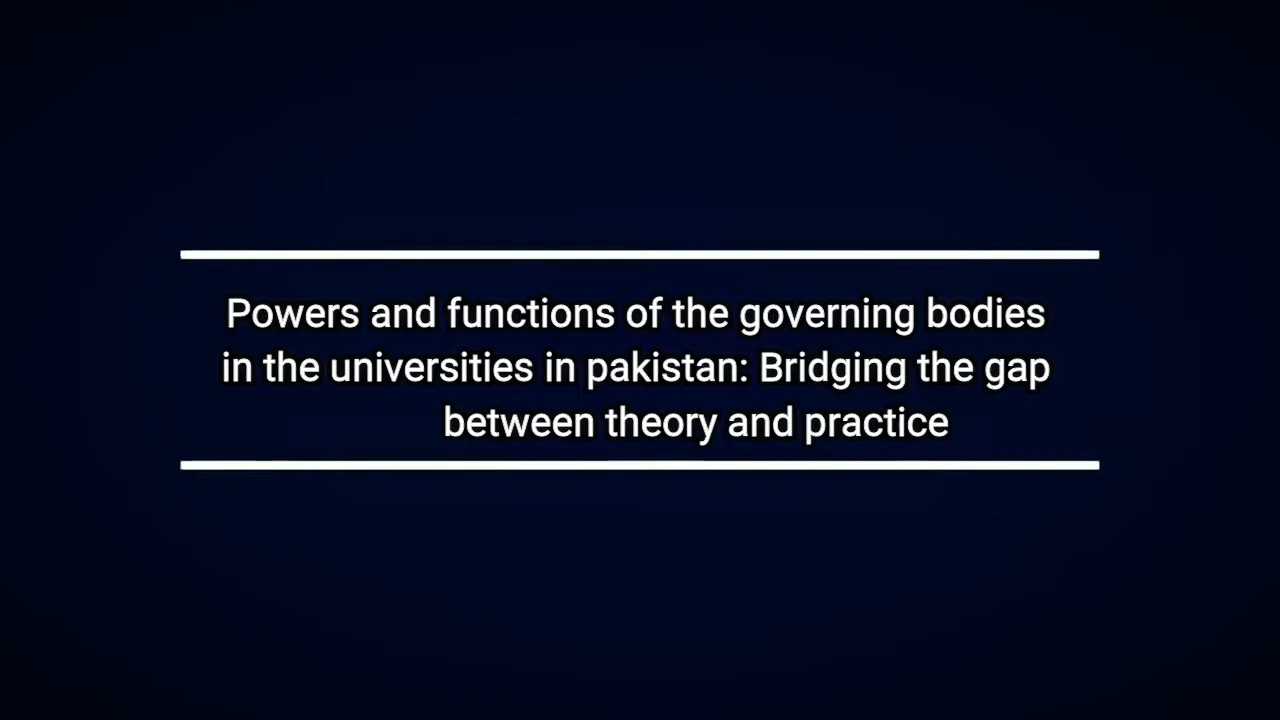 Powers and functions of the governing bodies
in the universities in pakistan: Bridging the gap
between theory and practice